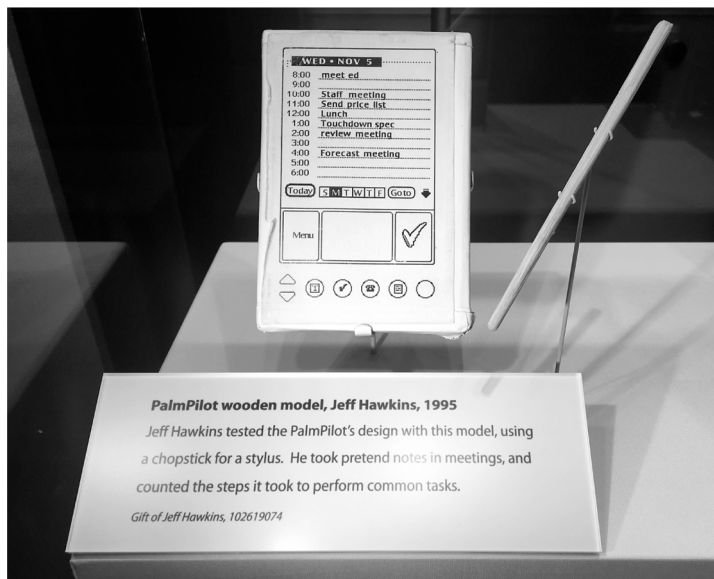 WED • NOV 5
8:00 meet ed
9:00
10:00 Staff meeting
11:00 Send price list
12:00 Lunch
1:00 Touchdown spec
2:00 review meeting
3:00
4:00 Forecast meeting
5:00
6:00
Today S M T W T F Go to
Menu
PalmPilot wooden model, Jeff Hawkins, 1995
Jeff Hawkins tested the PalmPilot's design with this model, using
a chopstick for a stylus. He took pretend notes in meetings, and
counted the steps it took to perform common tasks.
Gift of Jeff Hawkins, 102619074